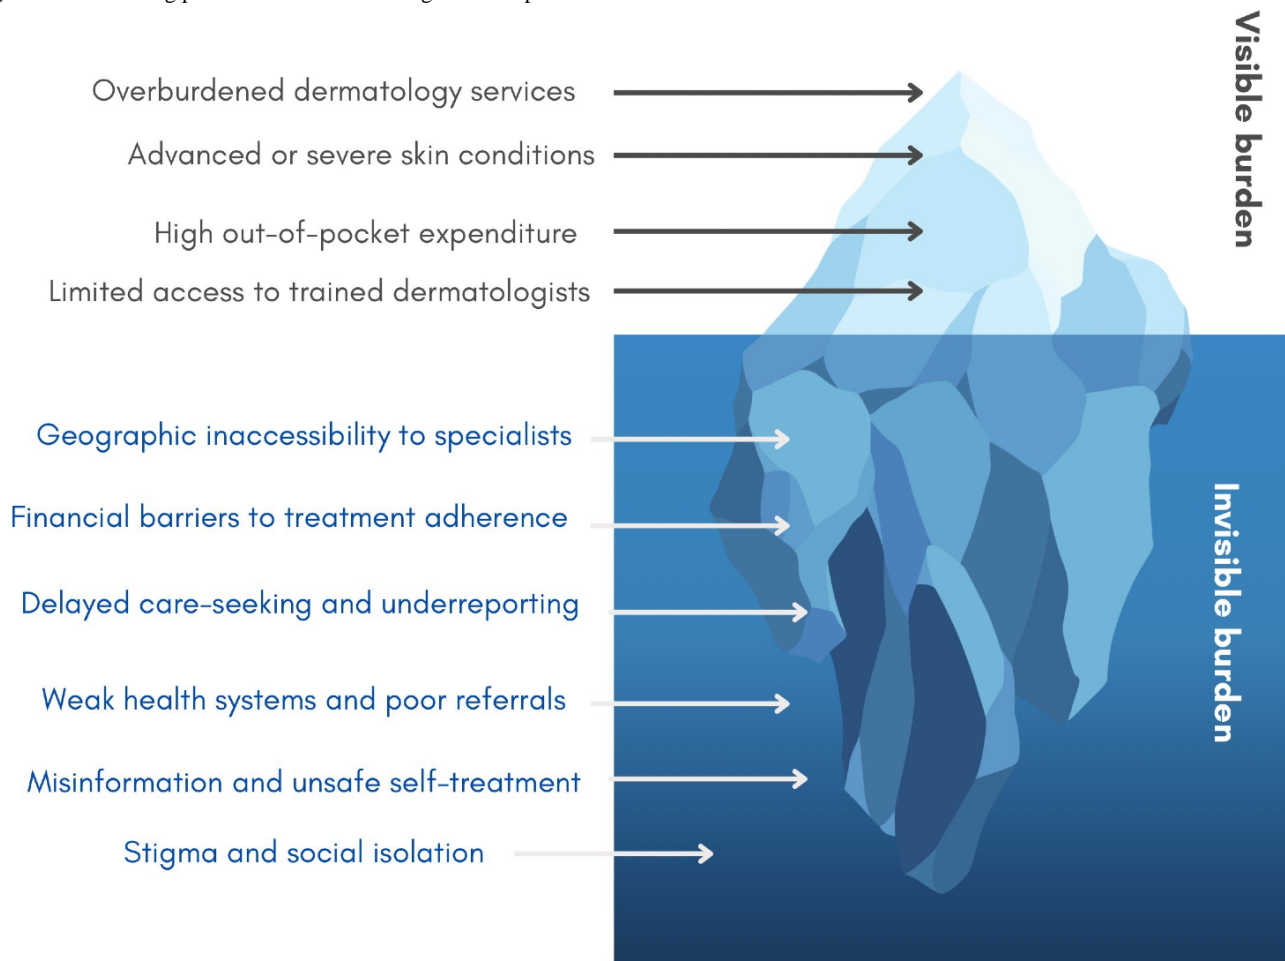 Visible burden
Overburdened dermatology services
Advanced or severe skin conditions
High out-of-pocket expenditure
Limited access to trained dermatologists
Geographic inaccessibility to specialists
Financial barriers to treatment adherence
Delayed care-seeking and underreporting
Invisible burden
Weak health systems and poor referrals
Misinformation and unsafe self-treatment
Stigma and social isolation